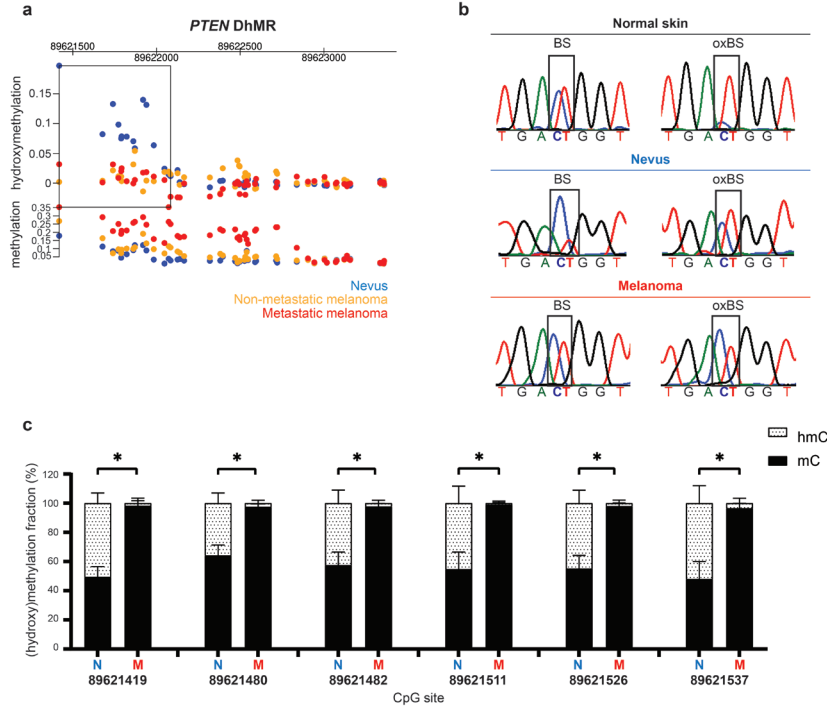 a
PTEN DhMR
89621500
89622000
89622500
89623000
hydroxymethylation
0.15
0.1
0.05
0
methylation
0.35
0.3
0.25
0.2
0.15
0.1
0.05
Nevus
Non-metastatic melanoma
Metastatic melanoma
b
Normal skin
BS oxBS
T G A C T G G T T G A C T G G T
Nevus
BS oxBS
T G A C T G G T T G A C T G G T
Melanoma
BS oxBS
T G A C T G G T T G A C T G G T
c
hmC
mC
(hydroxy)methylation fraction (%)
120
100
80
60
40
20
0
* * * * * *
N M N M N M N M N M N M
89621419 89621480 89621482 89621511 89621526 89621537
CpG site